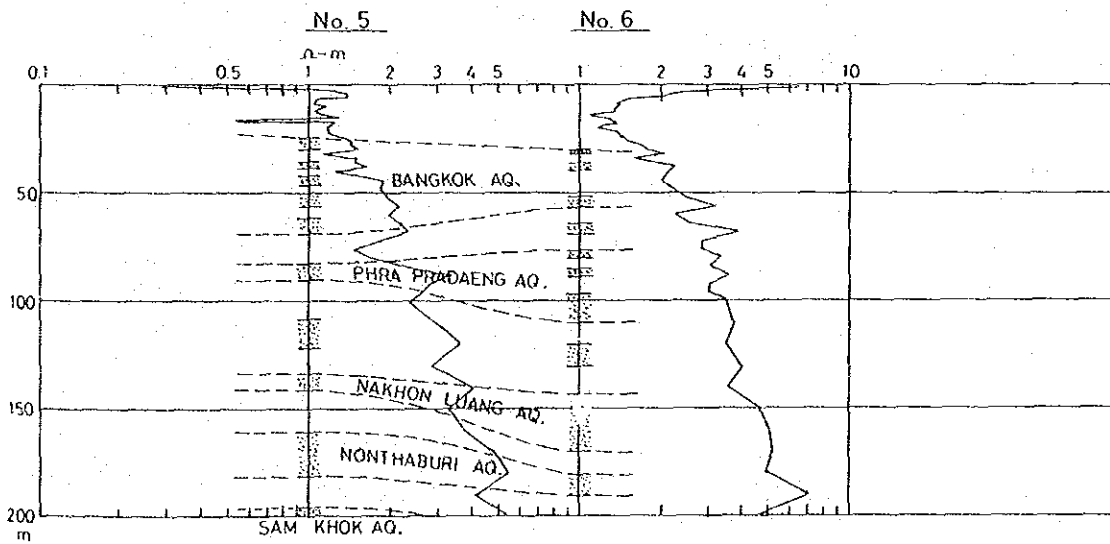 No. 5 No. 6
Ω-m
0.1 0.5 1 2 3 4 5 1 2 3 4 5 10
0
BANGKOK AQ.
50
PHRA PRADAENG AQ.
100
NAKHON LUANG AQ.
150
NONTHABURI AQ.
200
m
SAM KHOK AQ.